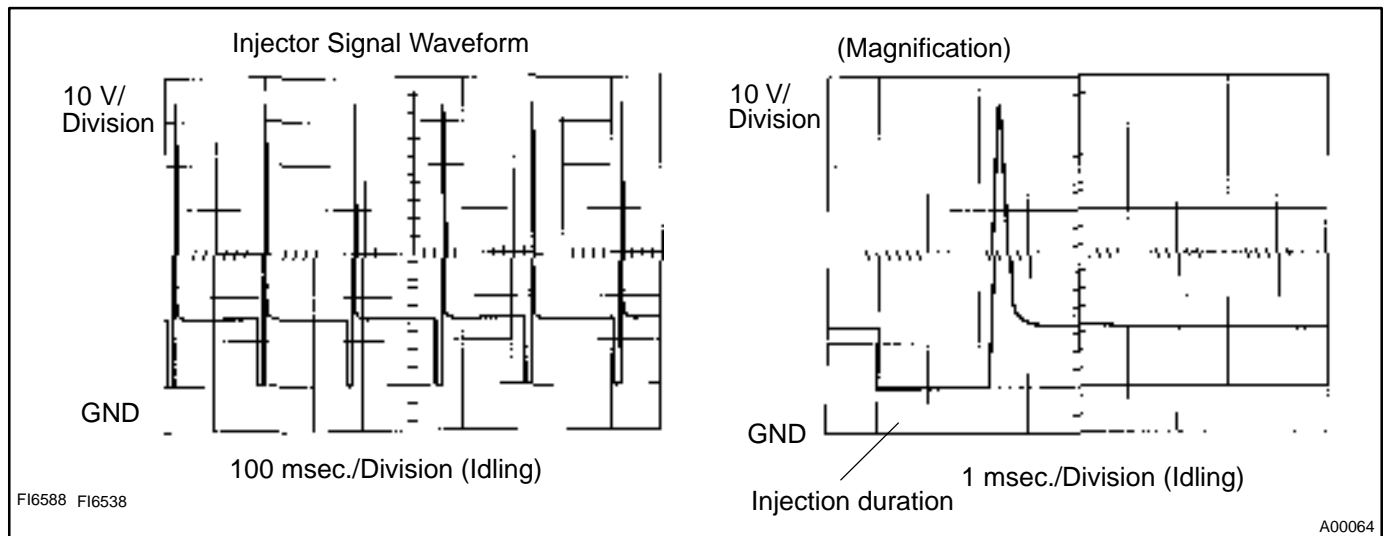 Injector Signal Waveform
(Magnification)
10 V/
Division
10 V/
Division
GND
GND
100 msec./Division (Idling)
1 msec./Division (Idling)
Injection duration
FI6588 FI6538
A00064